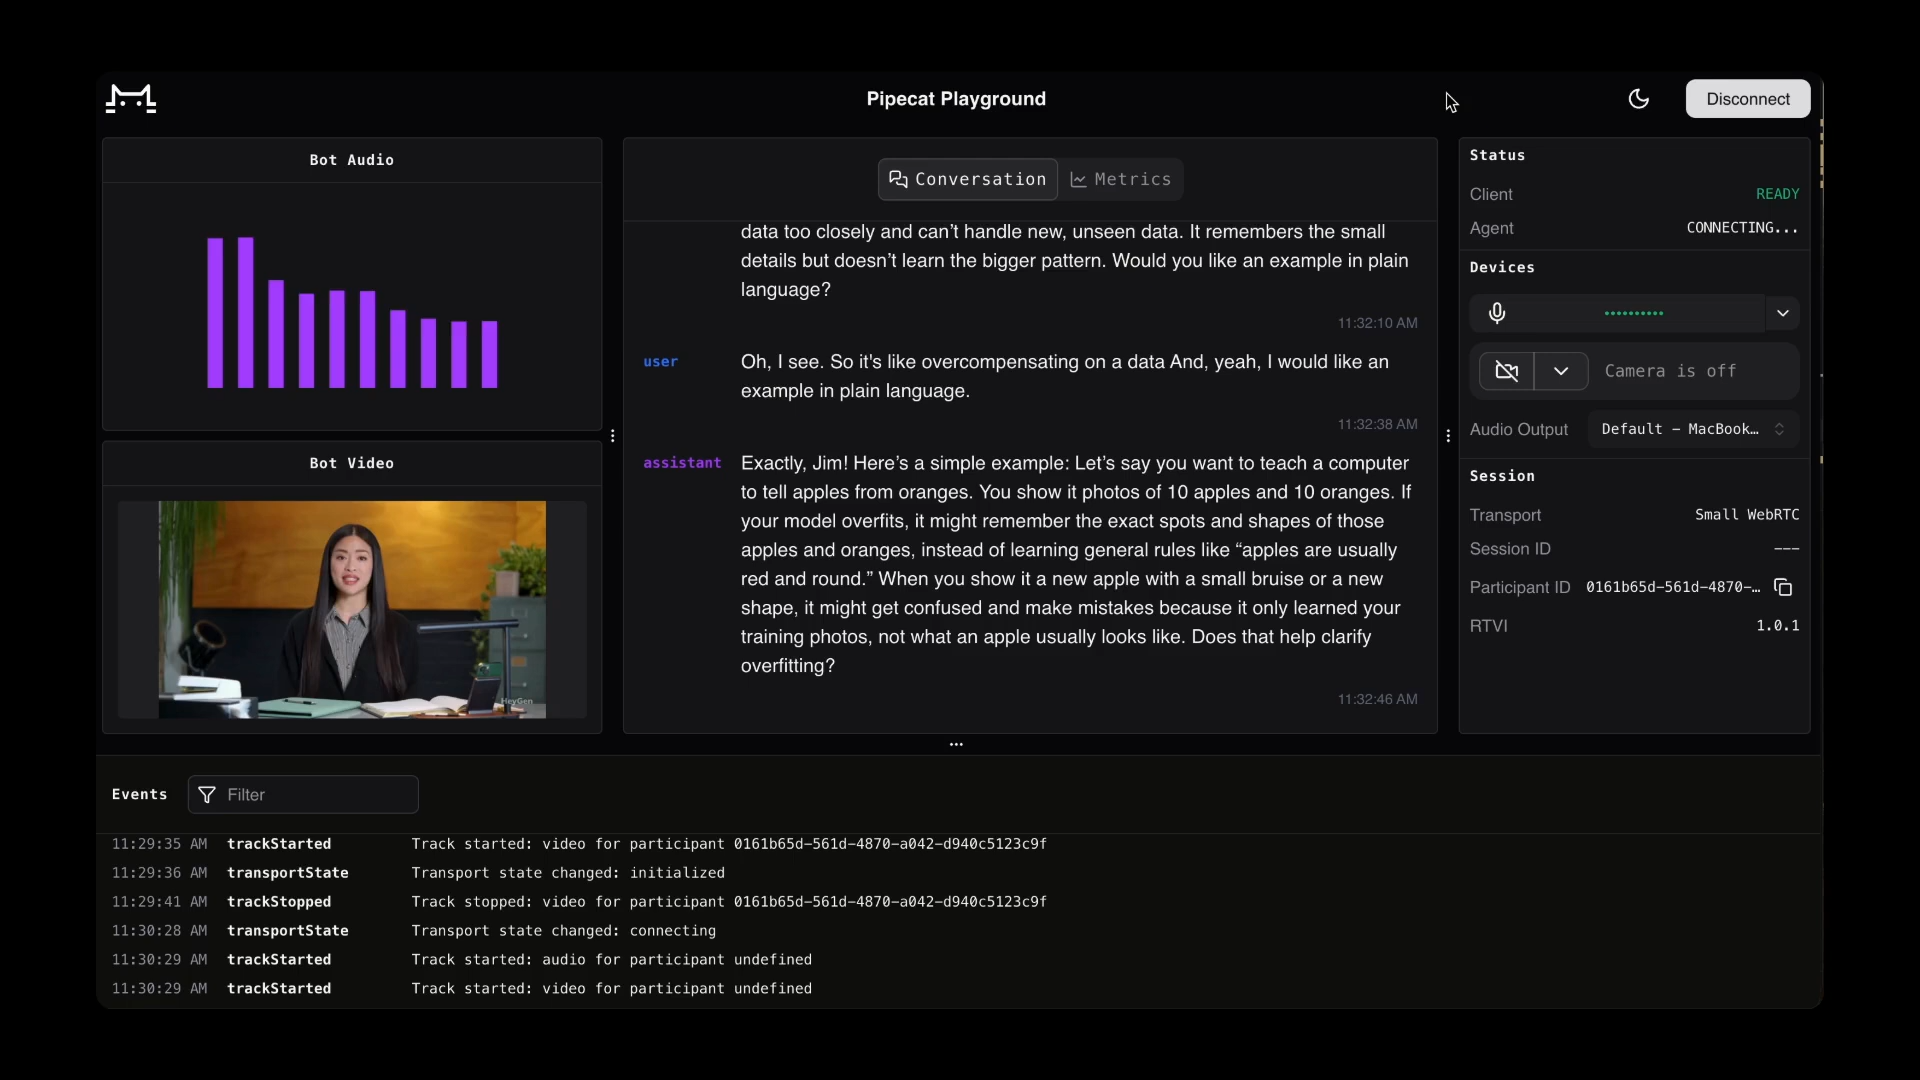 Pipecat Playground
Disconnect
Bot Audio
Bot Video
HeyGen
Conversation
Metrics
data too closely and can’t handle new, unseen data. It remembers the small
details but doesn’t learn the bigger pattern. Would you like an example in plain
language?
11:32:10 AM
user
Oh, I see. So it's like overcompensating on a data And, yeah, I would like an
example in plain language.
11:32:38 AM
assistant
Exactly, Jim! Here’s a simple example: Let’s say you want to teach a computer
to tell apples from oranges. You show it photos of 10 apples and 10 oranges. If
your model overfits, it might remember the exact spots and shapes of those
apples and oranges, instead of learning general rules like “apples are usually
red and round.” When you show it a new apple with a small bruise or a new
shape, it might get confused and make mistakes because it only learned your
training photos, not what an apple usually looks like. Does that help clarify
overfitting?
11:32:46 AM
Status
Client READY
Agent CONNECTING...
Devices
Camera is off
Audio Output Default – MacBook…
Session
Transport Small WebRTC
Session ID ---
Participant ID 0161b65d-561d-4870-…
RTVI 1.0.1
Events
Filter
11:29:35 AM trackStarted Track started: video for participant 0161b65d-561d-4870-a042-d940c5123c9f
11:29:36 AM transportState Transport state changed: initialized
11:29:41 AM trackStopped Track stopped: video for participant 0161b65d-561d-4870-a042-d940c5123c9f
11:30:28 AM transportState Transport state changed: connecting
11:30:29 AM trackStarted Track started: audio for participant undefined
11:30:29 AM trackStarted Track started: video for participant undefined